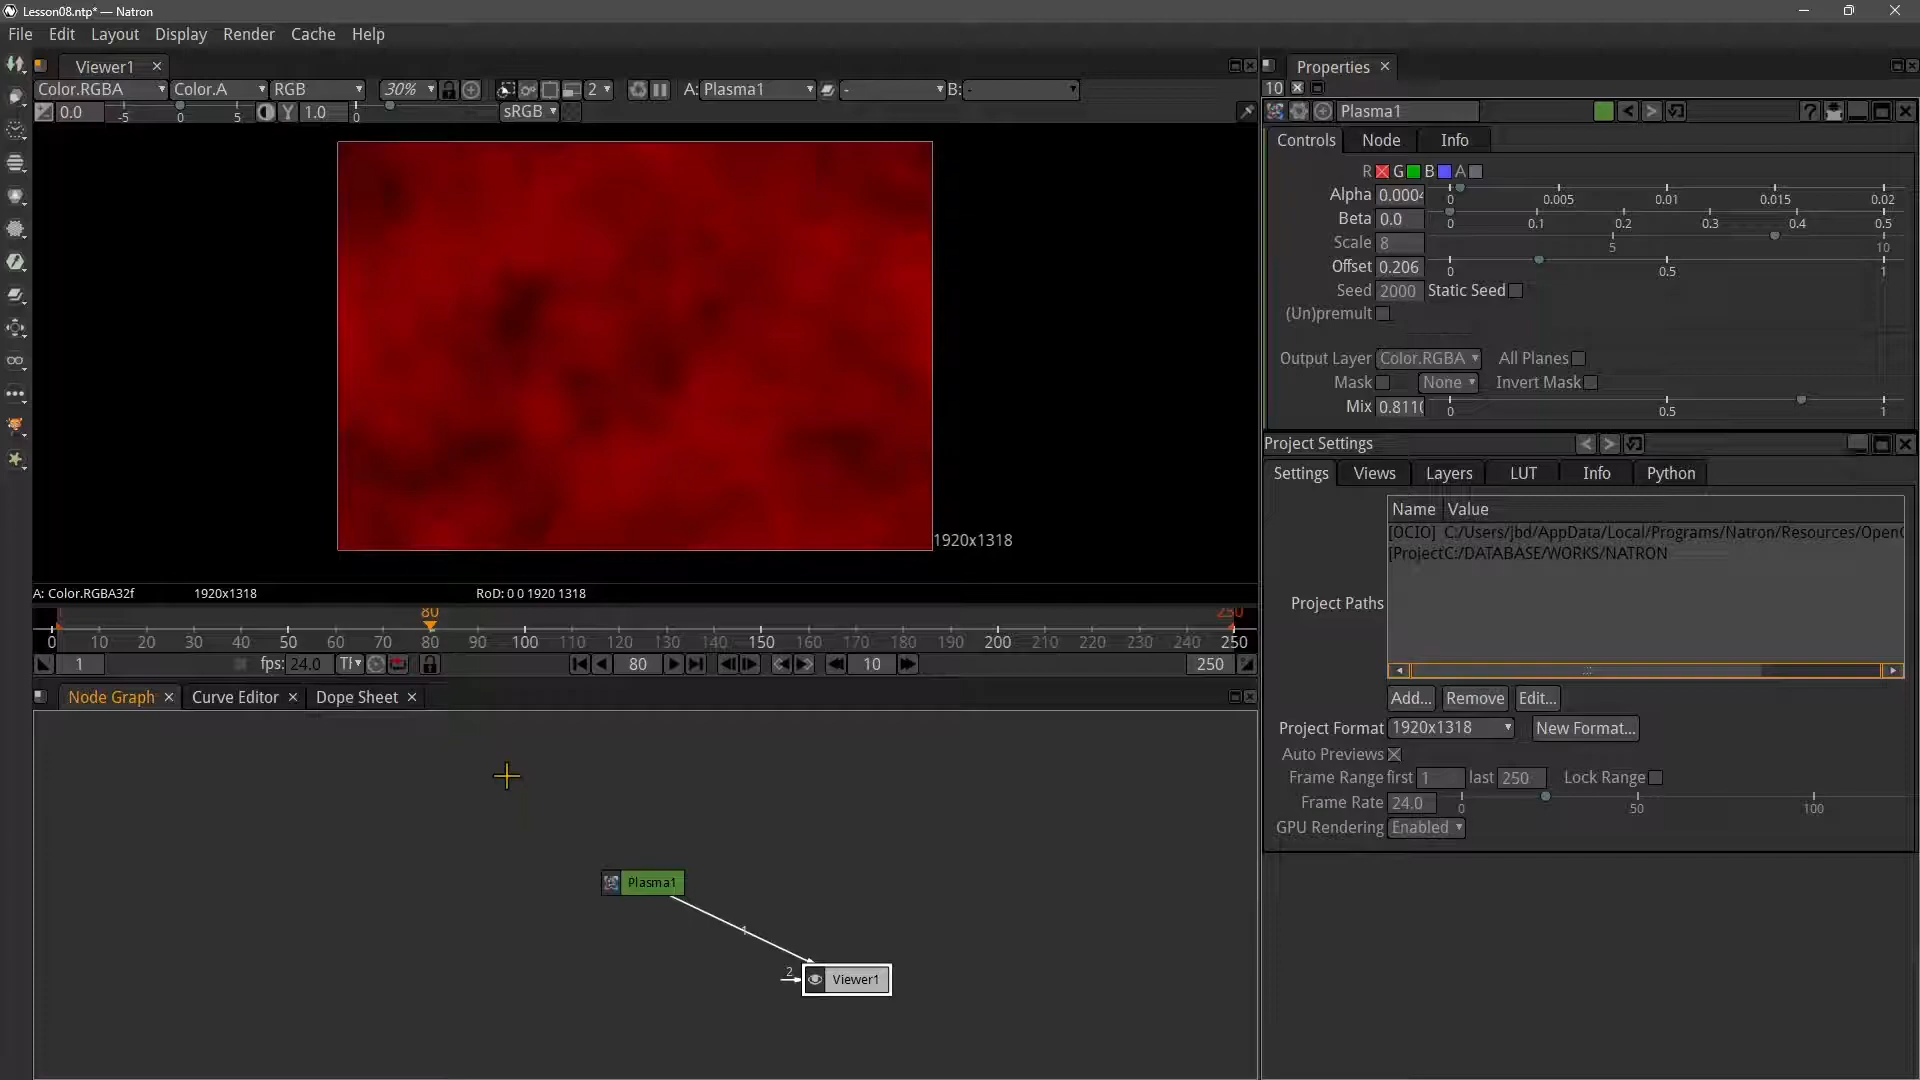 Lesson08.ntp* — Natron
File Edit Layout Display Render Cache Help
Viewer1
Color.RGBA Color.A RGB 30% 2 A: Plasma1 - B: -
0.0 -5 0 5 Y 1.0 0 sRGB
1920x1318
A: Color.RGBA32f 1920x1318 RoD: 0 0 1920 1318
80 250
0 10 20 30 40 50 60 70 80 90 100 110 120 130 140 150 160 170 180 190 200 210 220 230 240 250
1 fps: 24.0 TF 80 10 250
Node Graph Curve Editor Dope Sheet
Plasma1
1
2
Viewer1
Properties
10
Plasma1 ?
Controls Node Info
R G B A
Alpha 0.0004 0 0.005 0.01 0.015 0.02
Beta 0.0 0 0.1 0.2 0.3 0.4 0.5
Scale 8 5 10
Offset 0.206 0 0.5 1
Seed 2000 Static Seed
(Un)premult
Output Layer Color.RGBA All Planes
Mask None Invert Mask
Mix 0.8110 0 0.5 1
Project Settings
Settings Views Layers LUT Info Python
Name Value
[OCIO] C:/Users/jbd/AppData/Local/Programs/Natron/Resources/OpenC
[Project C:/DATABASE/WORKS/NATRON
Project Paths
Add... Remove Edit...
Project Format 1920x1318 New Format...
Auto Previews
Frame Range first 1 last 250 Lock Range
Frame Rate 24.0 0 50 100
GPU Rendering Enabled